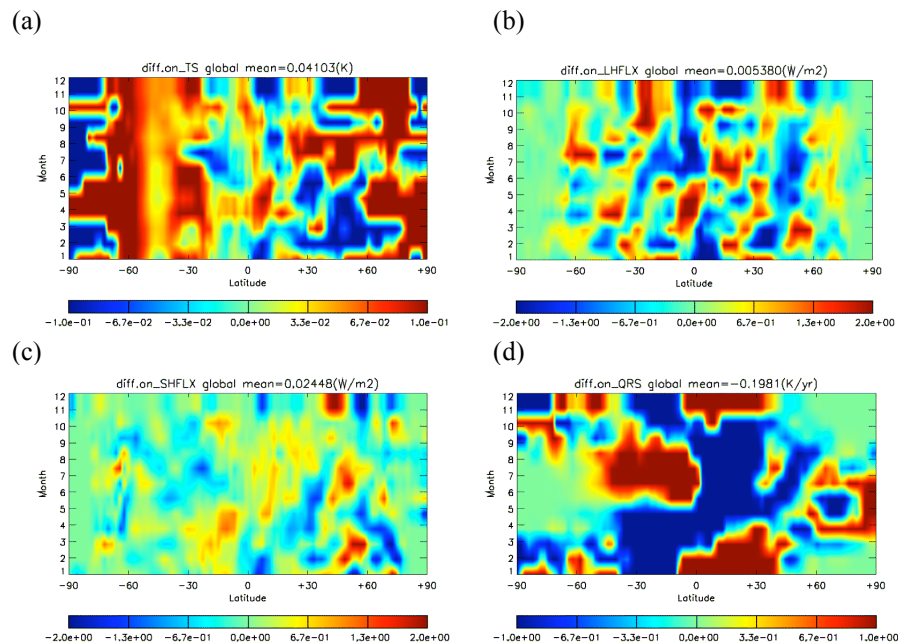 (a)
diff.on_TS global mean=0.04103(K)
Month
12
11
10
9
8
7
6
5
4
3
2
1
−90 −60 −30 0 +30 +60 +90
Latitude
−1.0e−01 −6.7e−02 −3.3e−02 0.0e+00 3.3e−02 6.7e−02 1.0e−01
(b)
diff.on_LHFLX global mean=0.005380(W/m2)
Month
12
11
10
9
8
7
6
5
4
3
2
1
−90 −60 −30 0 +30 +60 +90
Latitude
−2.0e+00 −1.3e+00 −6.7e−01 0.0e+00 6.7e−01 1.3e+00 2.0e+00
(c)
diff.on_SHFLX global mean=0.02448(W/m2)
Month
12
11
10
9
8
7
6
5
4
3
2
1
−90 −60 −30 0 +30 +60 +90
Latitude
−2.0e+00 −1.3e+00 −6.7e−01 0.0e+00 6.7e−01 1.3e+00 2.0e+00
(d)
diff.on_QRS global mean=−0.1981(K/yr)
Month
12
11
10
9
8
7
6
5
4
3
2
1
−90 −60 −30 0 +30 +60 +90
Latitude
−1.0e+00 −6.7e−01 −3.3e−01 0.0e+00 3.3e−01 6.7e−01 1.0e+00